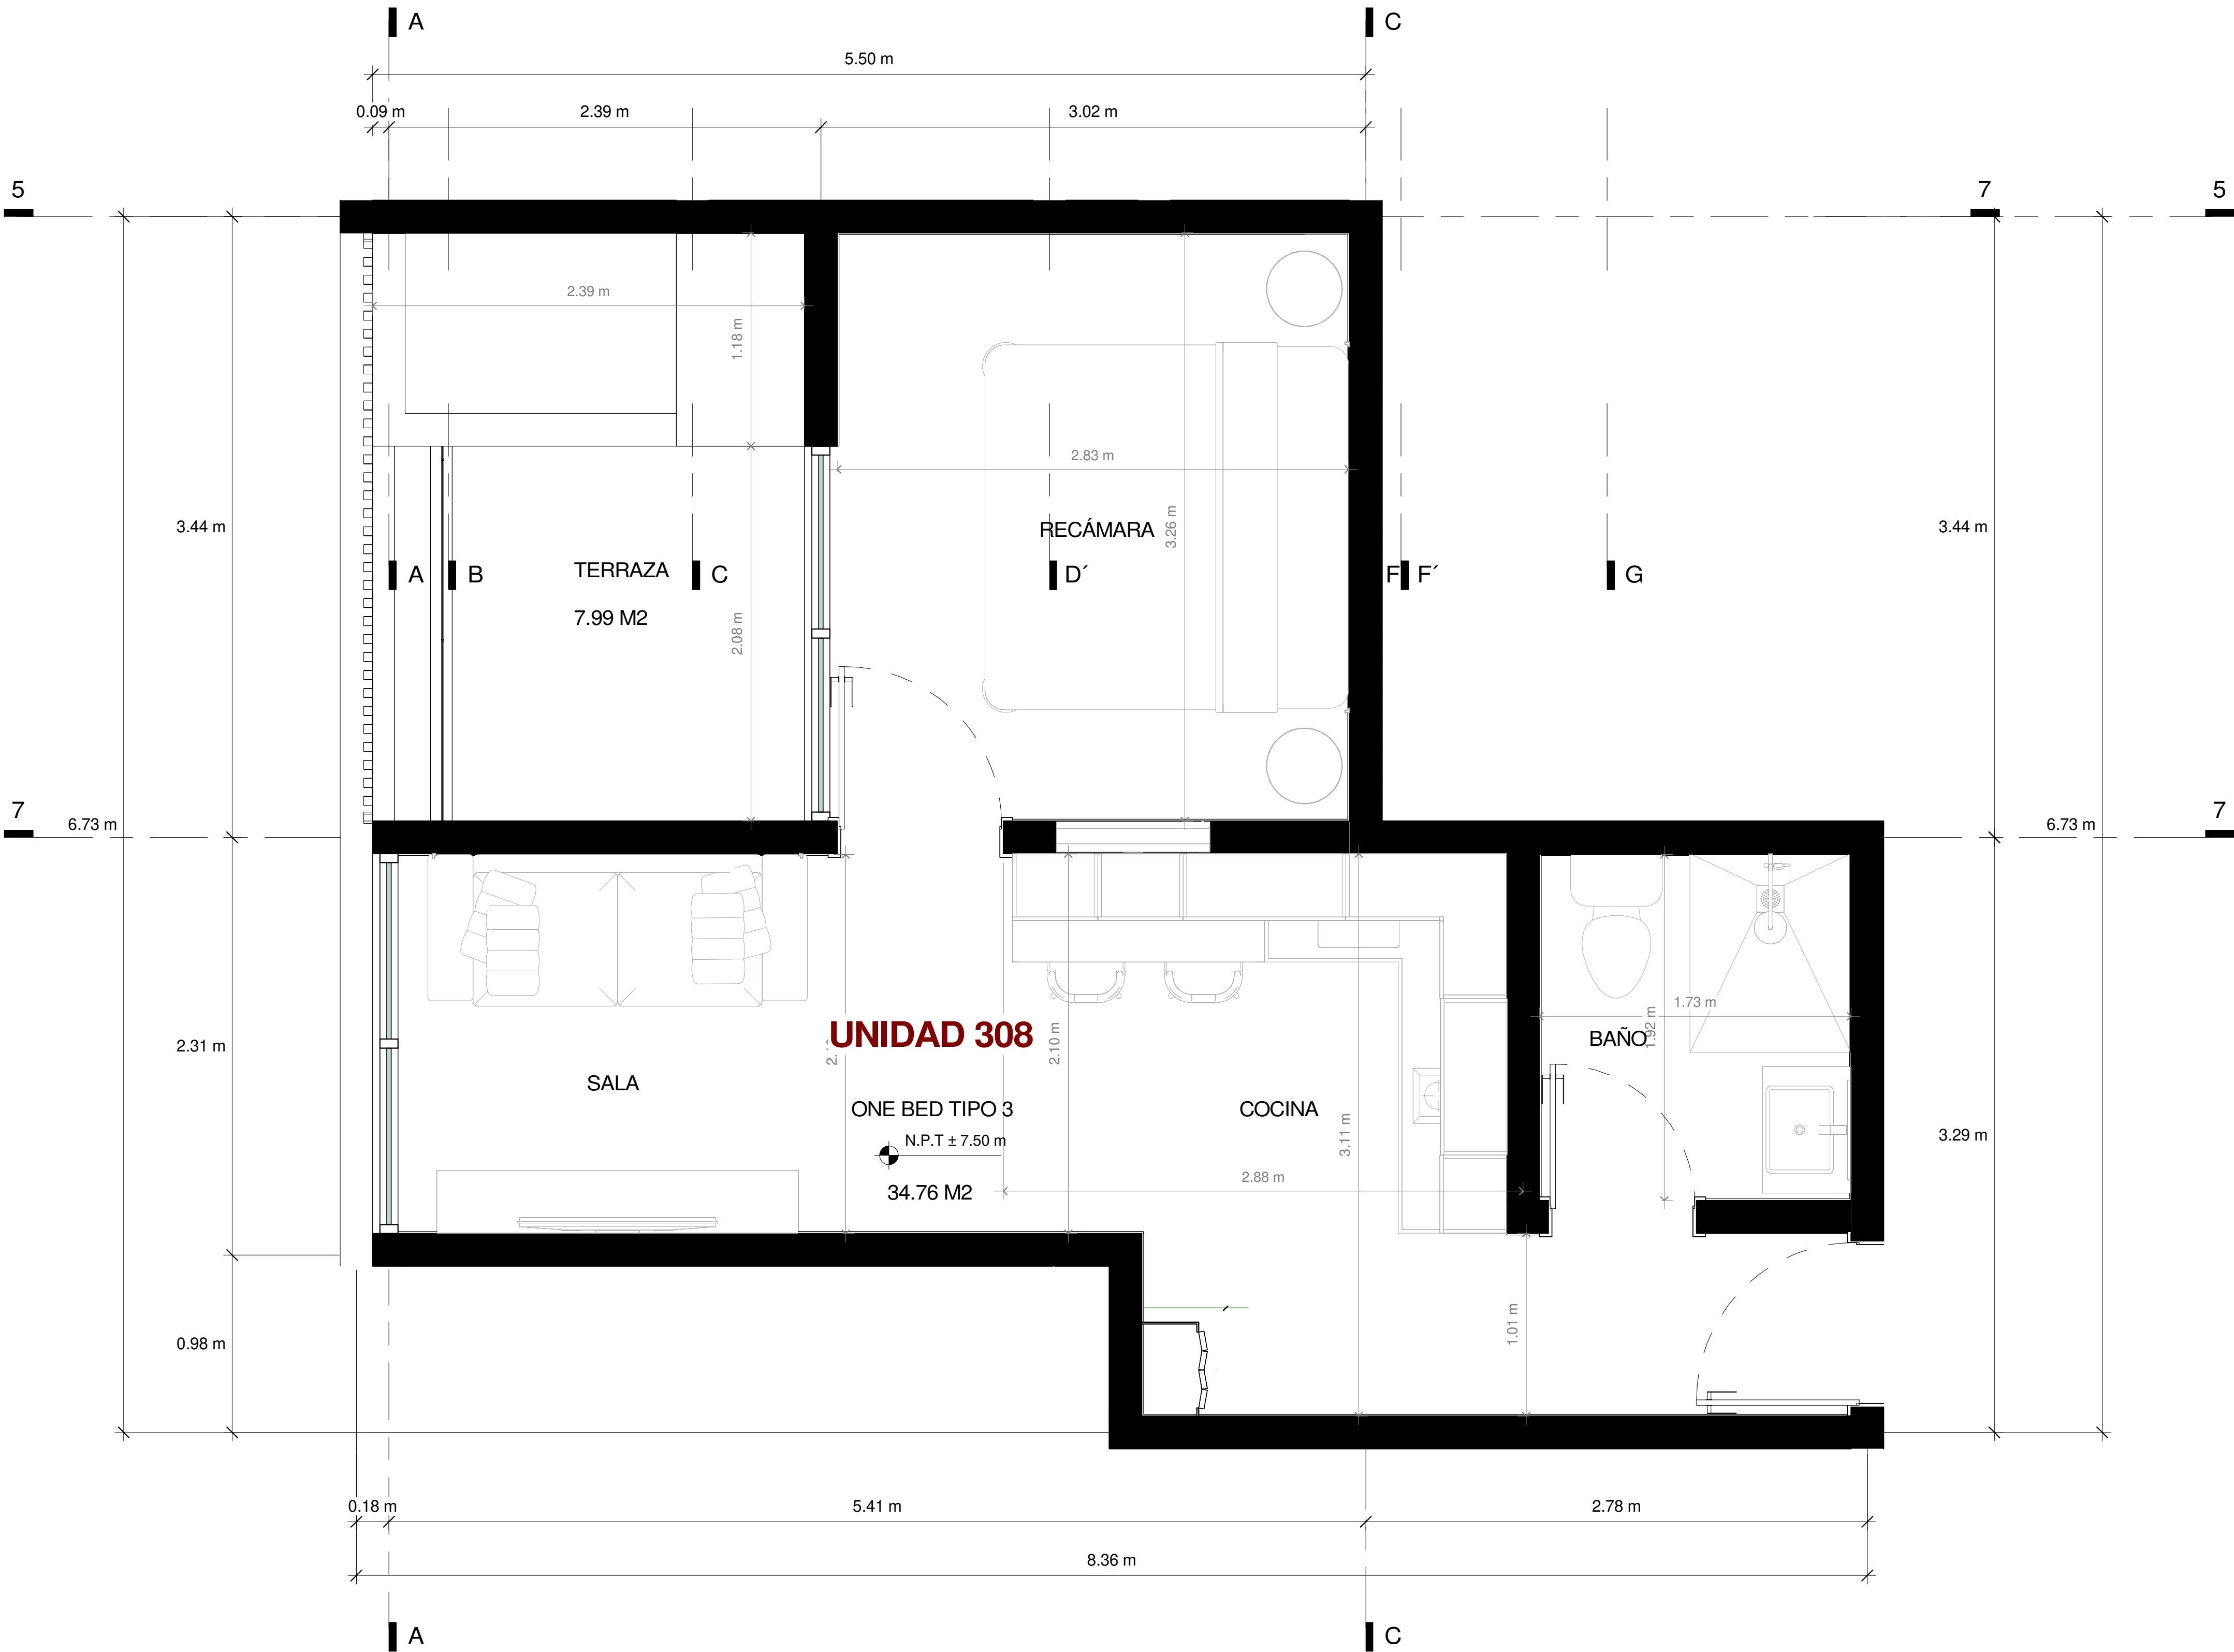 A
C
5.50 m
0.09 m
2.39 m
3.02 m
5
7
5
2.39 m
1.18 m
2.83 m
3.44 m
RECÁMARA
3.26 m
3.44 m
TERRAZA
A
B
C
D´
F
F´
G
7.99 M2
2.08 m
7
6.73 m
6.73 m
7
1.73 m
UNIDAD 308
2.10 m
1.92 m
BAÑO
2.31 m
SALA
ONE BED TIPO 3
COCINA
N.P.T ± 7.50 m
3.11 m
3.29 m
2.88 m
34.76 M2
1.01 m
0.98 m
0.18 m
5.41 m
2.78 m
8.36 m
A
C